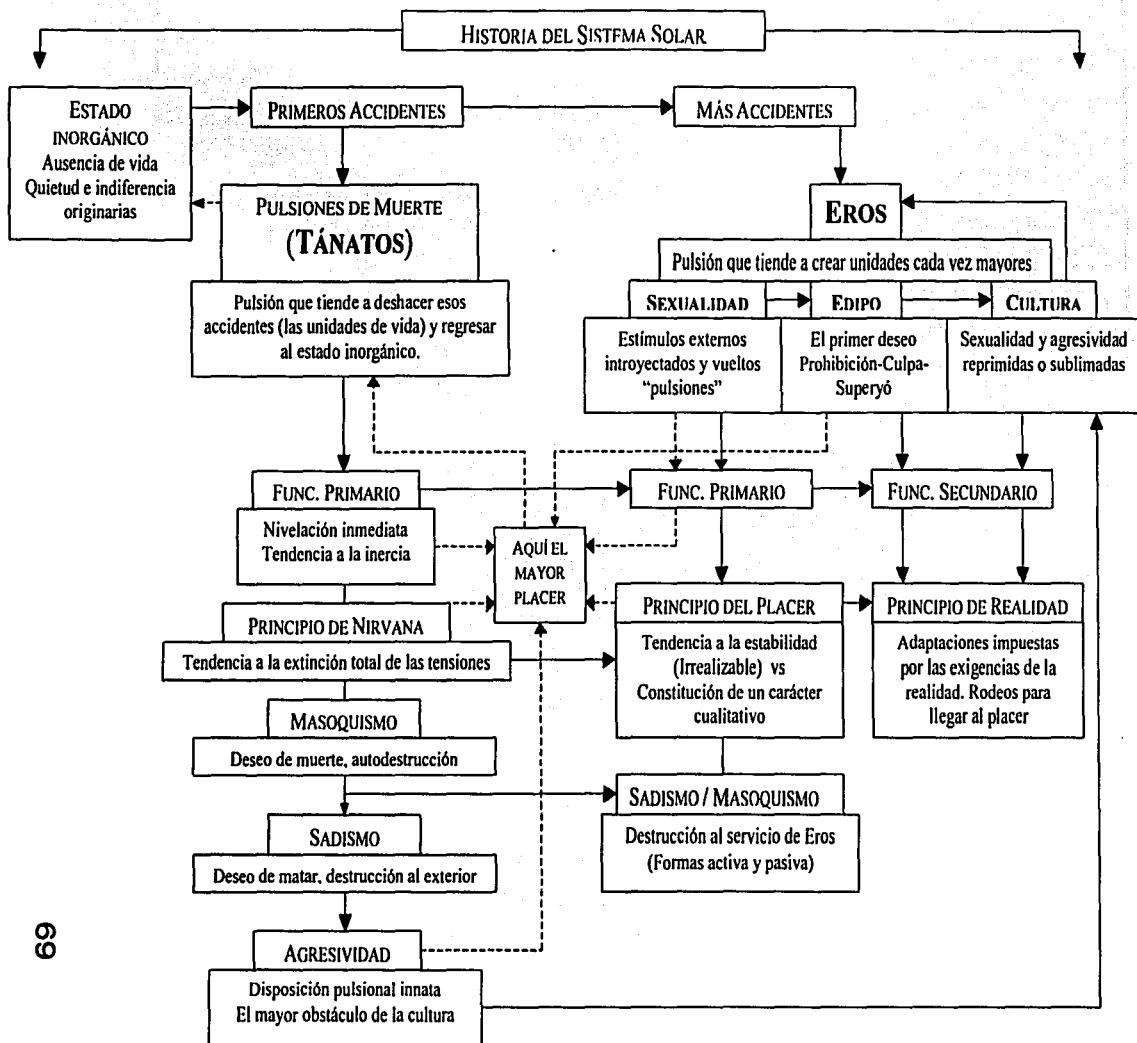 HISTORIA DEL SISTEMA SOLAR
ESTADO
INORGÁNICO
Ausencia de vida
Quietud e indiferencia
originarias
PRIMEROS ACCIDENTES
MÁS ACCIDENTES
PULSIONES DE MUERTE
(TÁNATOS)
Pulsión que tiende a deshacer esos
accidentes (las unidades de vida) y regresar
al estado inorgánico.
EROS
Pulsión que tiende a crear unidades cada vez mayores
SEXUALIDAD
Estímulos externos
introyectados y vueltos
"pulsiones"
EDIPO
El primer deseo
Prohibición-Culpa-
Superyó
CULTURA
Sexualidad y agresividad
reprimidas o sublimadas
FUNC. PRIMARIO
Nivelación inmediata
Tendencia a la inercia
AQUÍ EL
MAYOR
PLACER
FUNC. PRIMARIO
FUNC. SECUNDARIO
PRINCIPIO DE NIRVANA
Tendencia a la extinción total de las tensiones
PRINCIPIO DEL PLACER
Tendencia a la estabilidad
(Irrealizable) vs
Constitución de un carácter
cualitativo
PRINCIPIO DE REALIDAD
Adaptaciones impuestas
por las exigencias de la
realidad. Rodeos para
llegar al placer
MASOQUISMO
Deseo de muerte, autodestrucción
SADISMO / MASOQUISMO
Destrucción al servicio de Eros
(Formas activa y pasiva)
SADISMO
Deseo de matar, destrucción al exterior
AGRESIVIDAD
Disposición pulsional innata
El mayor obstáculo de la cultura
69